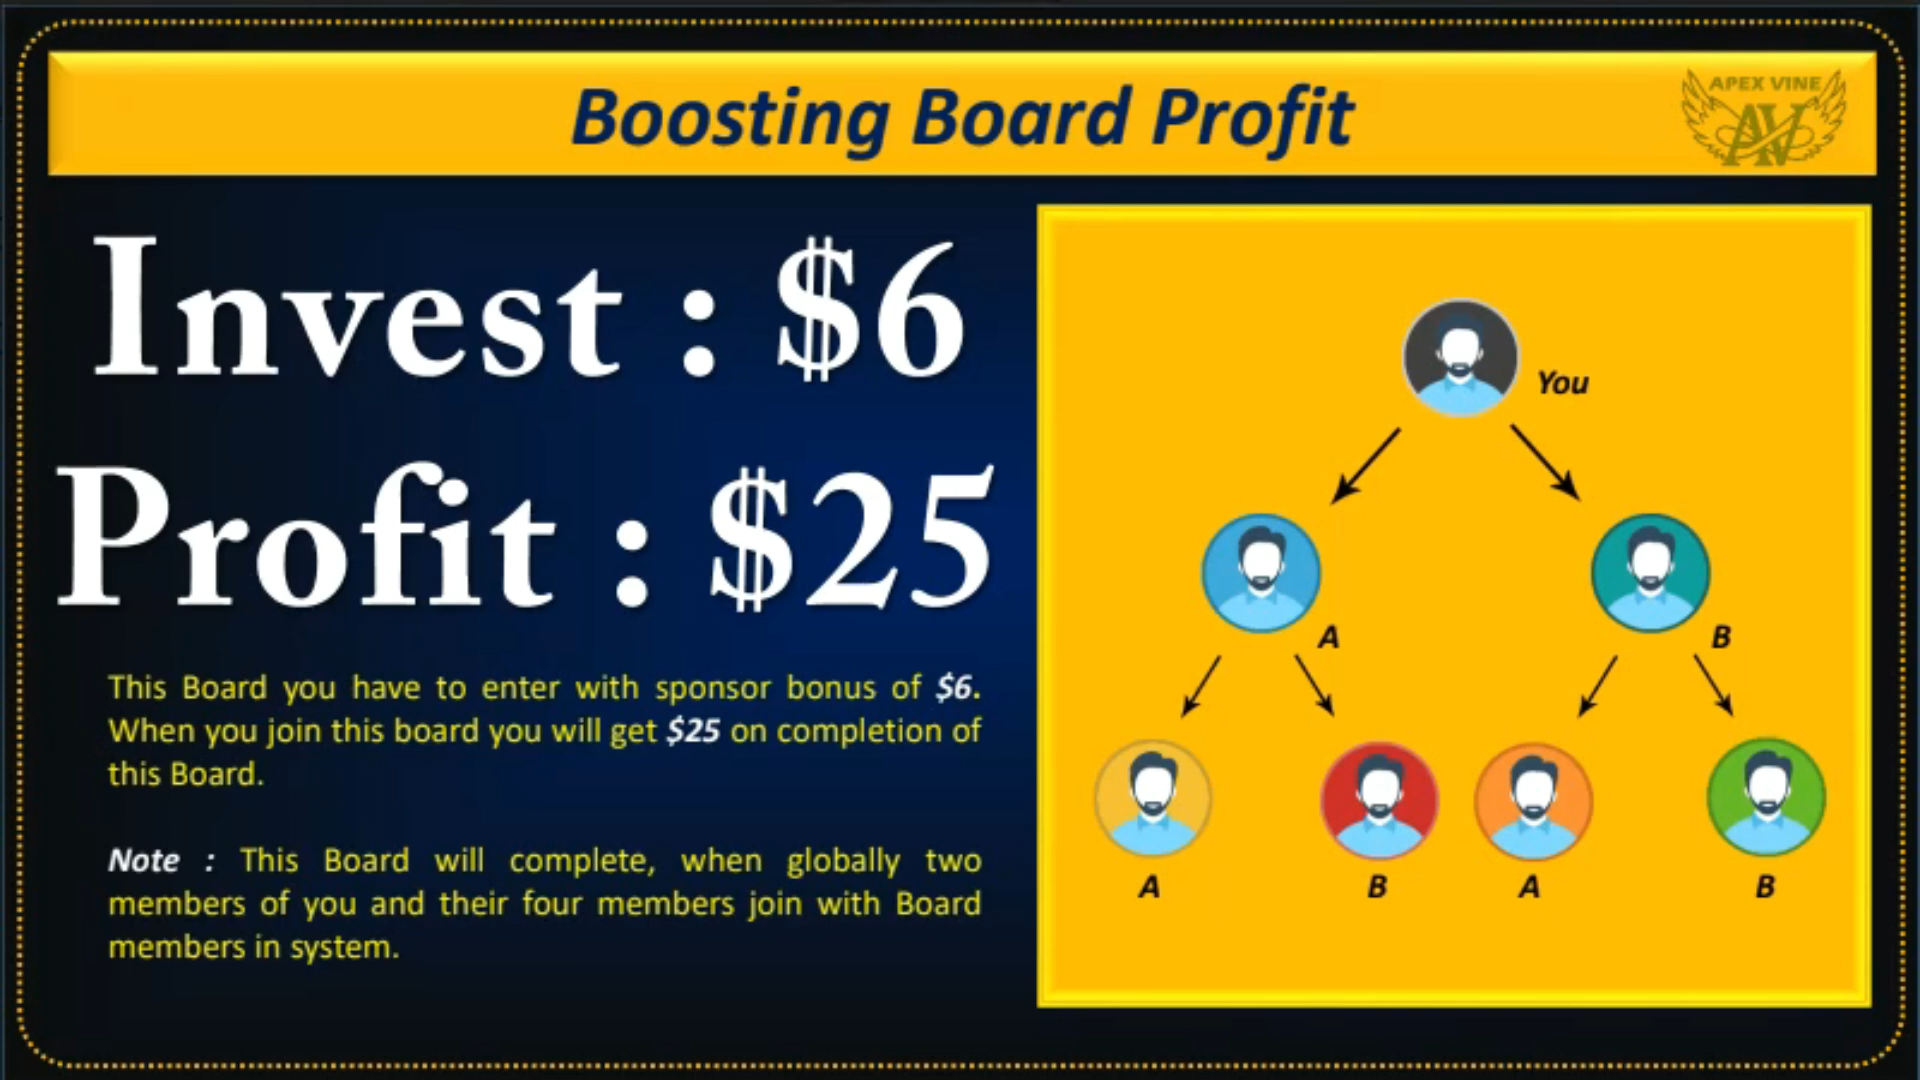 Boosting Board Profit
APEX VINE
AV
Invest : $6
Profit : $25
This Board you have to enter with sponsor bonus of $6.
When you join this board you will get $25 on completion of
this Board.
Note : This Board will complete, when globally two
members of you and their four members join with Board
members in system.
You
A
B
A
B
A
B